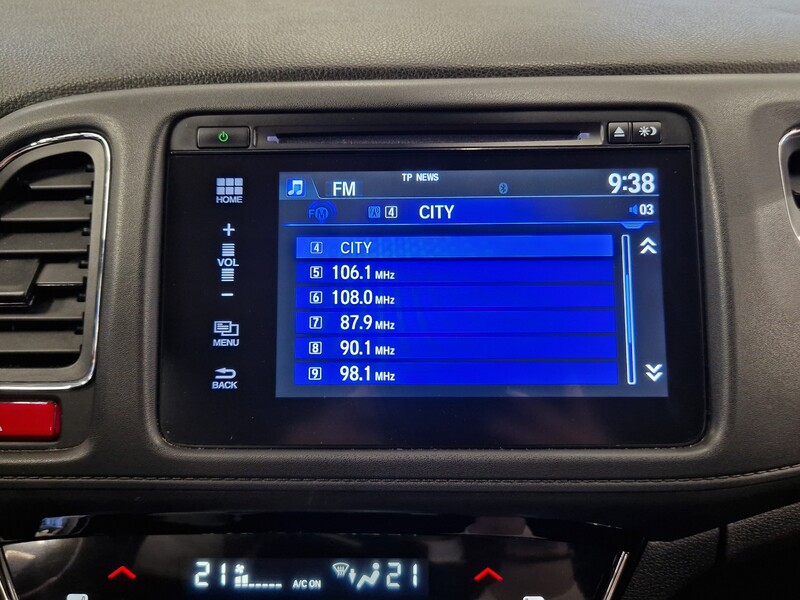 TP NEWS
FM 9:38
HOME
FM 4 CITY 03
+
4 CITY
VOL
5 106.1 MHz
6 108.0 MHz
−
7 87.9 MHz
MENU
8 90.1 MHz
BACK
9 98.1 MHz
21 A/C ON 21